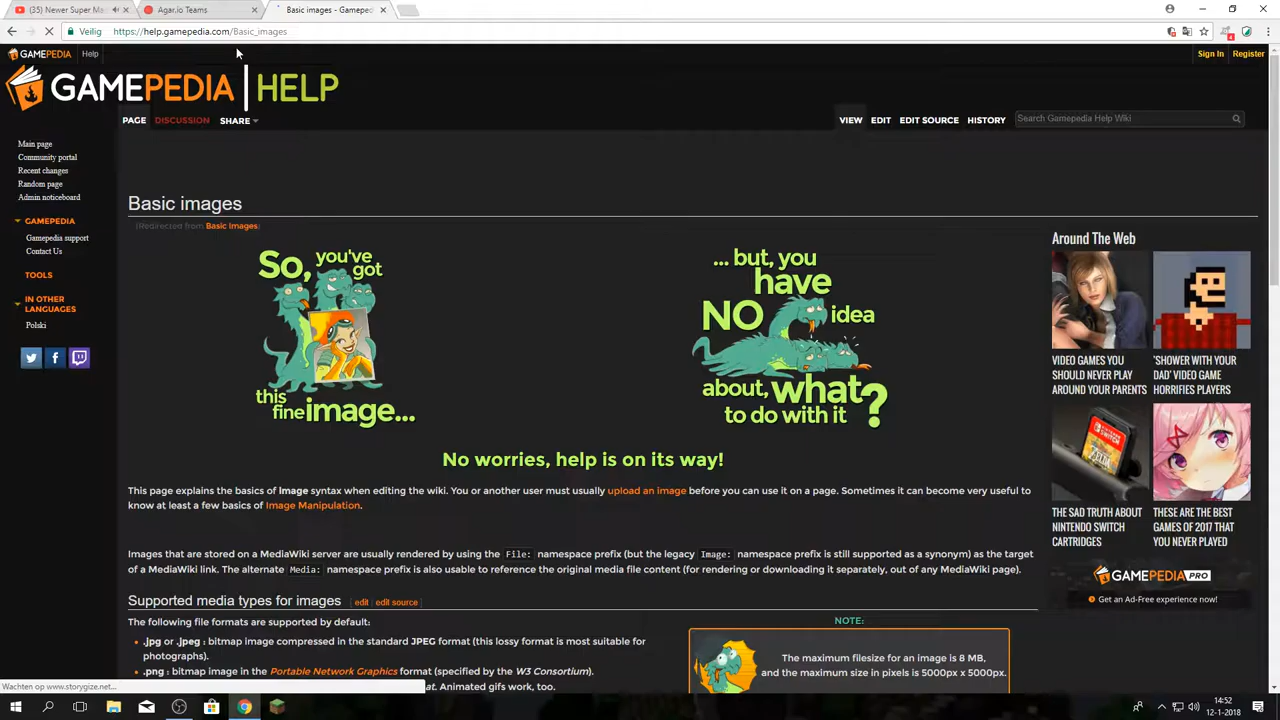 (35) Newer Super Ma
Agar.io Teams
Basic images - Gameped
Veilig
https://help.gamepedia.com/Basic_images
GAMEPEDIA
Help
Sign In
Register
GAMEPEDIA | HELP
PAGE
DISCUSSION
SHARE
VIEW
EDIT
EDIT SOURCE
HISTORY
Search Gamepedia Help Wiki
Main page
Community portal
Recent changes
Random page
Admin noticeboard
GAMEPEDIA
Gamepedia support
Contact Us
TOOLS
IN OTHER
LANGUAGES
Polski
Basic images
(Redirected from Basic Images)
So, you've
got
this
fine image...
... but, you
have
NO idea
about, what
to do with it ?
No worries, help is on its way!
This page explains the basics of Image syntax when editing the wiki. You or another user must usually upload an image before you can use it on a page. Sometimes it can become very useful to
know at least a few basics of Image Manipulation.
Images that are stored on a MediaWiki server are usually rendered by using the File: namespace prefix (but the legacy Image: namespace prefix is still supported as a synonym) as the target
of a MediaWiki link. The alternate Media: namespace prefix is also usable to reference the original media file content (for rendering or downloading it separately, out of any MediaWiki page).
Supported media types for images [ edit | edit source ]
The following file formats are supported by default:
.jpg or .jpeg : bitmap image compressed in the standard JPEG format (this lossy format is most suitable for
photographs).
.png : bitmap image in the Portable Network Graphics format (specified by the W3 Consortium).
at. Animated gifs work, too.
NOTE:
The maximum filesize for an image is 8 MB,
and the maximum size in pixels is 5000px x 5000px.
Around The Web
VIDEO GAMES YOU
SHOULD NEVER PLAY
AROUND YOUR PARENTS
'SHOWER WITH YOUR
DAD' VIDEO GAME
HORRIFIES PLAYERS
THE SAD TRUTH ABOUT
NINTENDO SWITCH
CARTRIDGES
THESE ARE THE BEST
GAMES OF 2017 THAT
YOU NEVER PLAYED
GAMEPEDIA PRO
Get an Ad-Free experience now!
Wachten op www.storygize.net...
14:52
12-1-2018